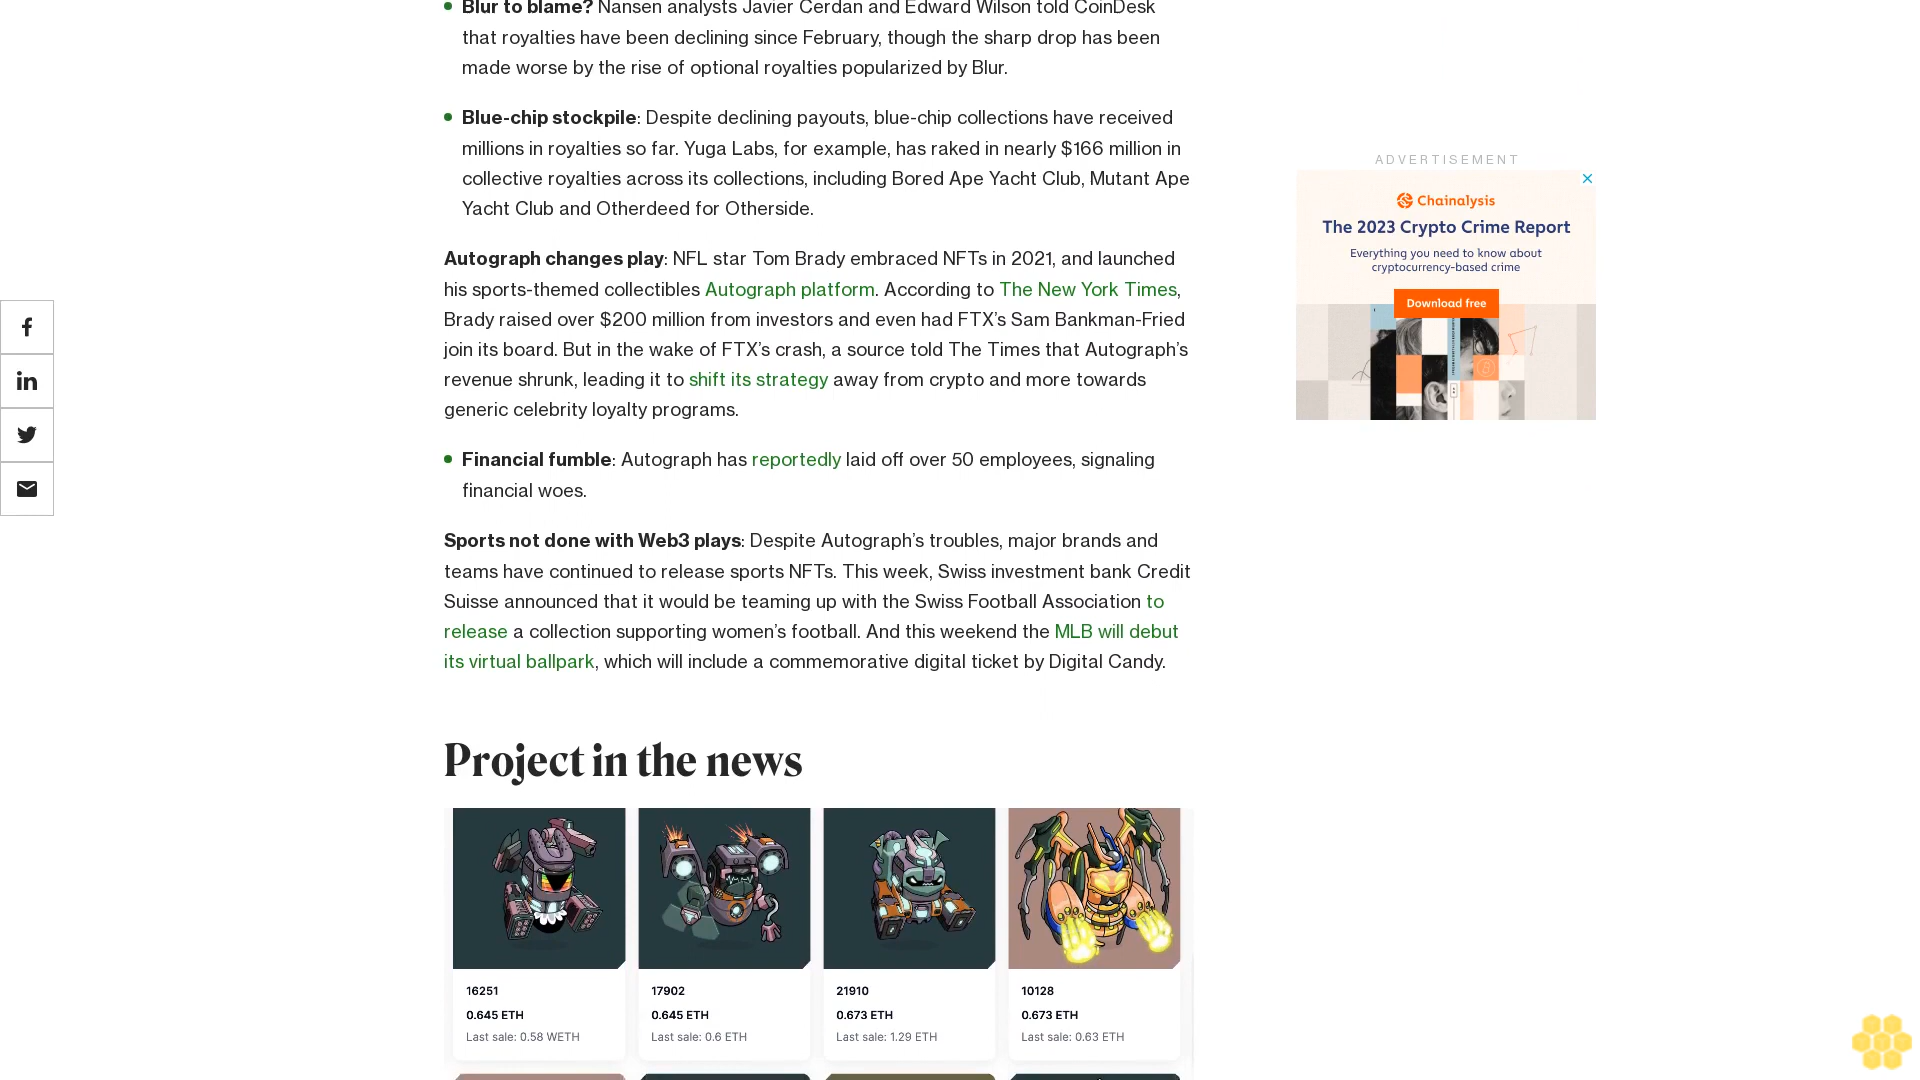 Blur to blame? Nansen analysts Javier Cerdan and Edward Wilson told CoinDesk
that royalties have been declining since February, though the sharp drop has been
made worse by the rise of optional royalties popularized by Blur.
Blue-chip stockpile: Despite declining payouts, blue-chip collections have received
millions in royalties so far. Yuga Labs, for example, has raked in nearly $166 million in
collective royalties across its collections, including Bored Ape Yacht Club, Mutant Ape
Yacht Club and Otherdeed for Otherside.
Autograph changes play: NFL star Tom Brady embraced NFTs in 2021, and launched
his sports-themed collectibles Autograph platform. According to The New York Times,
Brady raised over $200 million from investors and even had FTX’s Sam Bankman-Fried
join its board. But in the wake of FTX’s crash, a source told The Times that Autograph’s
revenue shrunk, leading it to shift its strategy away from crypto and more towards
generic celebrity loyalty programs.
Financial fumble: Autograph has reportedly laid off over 50 employees, signaling
financial woes.
Sports not done with Web3 plays: Despite Autograph’s troubles, major brands and
teams have continued to release sports NFTs. This week, Swiss investment bank Credit
Suisse announced that it would be teaming up with the Swiss Football Association to
release a collection supporting women’s football. And this weekend the MLB will debut
its virtual ballpark, which will include a commemorative digital ticket by Digital Candy.
Project in the news
16251
0.645 ETH
Last sale: 0.58 WETH
17902
0.645 ETH
Last sale: 0.6 ETH
21910
0.673 ETH
Last sale: 1.29 ETH
10128
0.673 ETH
Last sale: 0.63 ETH
ADVERTISEMENT
Chainalysis
The 2023 Crypto Crime Report
Everything you need to know about
cryptocurrency-based crime
Download free